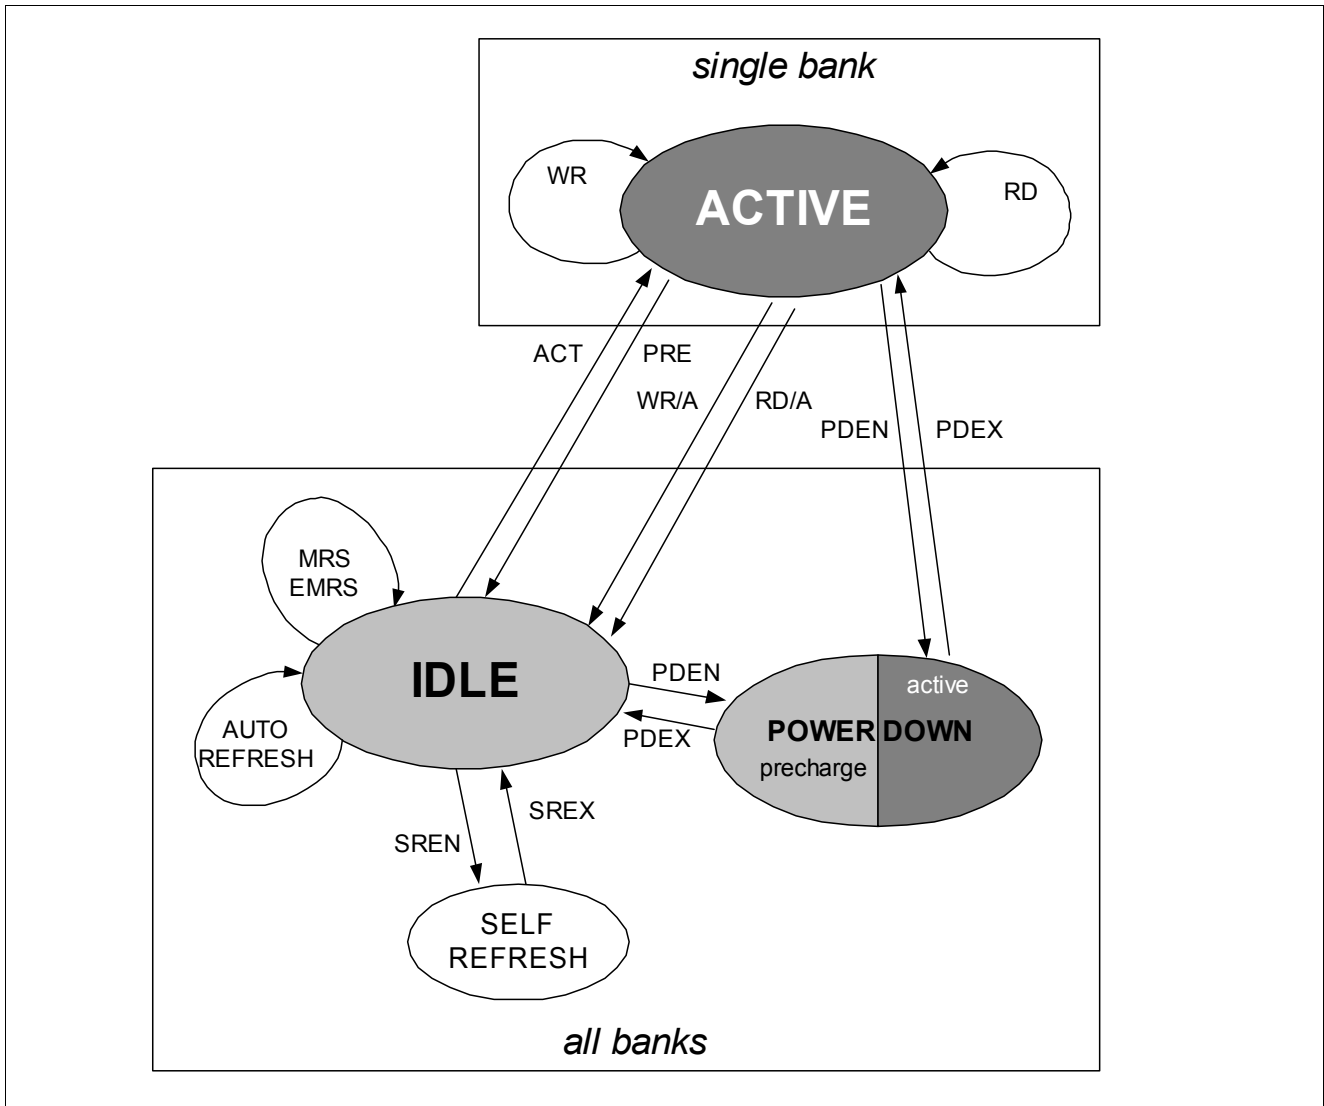 single bank
WR
RD
ACTIVE
ACT
PRE
WR/A
RD/A
PDEN
PDEX
MRS
EMRS
IDLE
PDEN
PDEX
active
POWER DOWN
precharge
AUTO
REFRESH
SREX
SREN
SELF
REFRESH
all banks